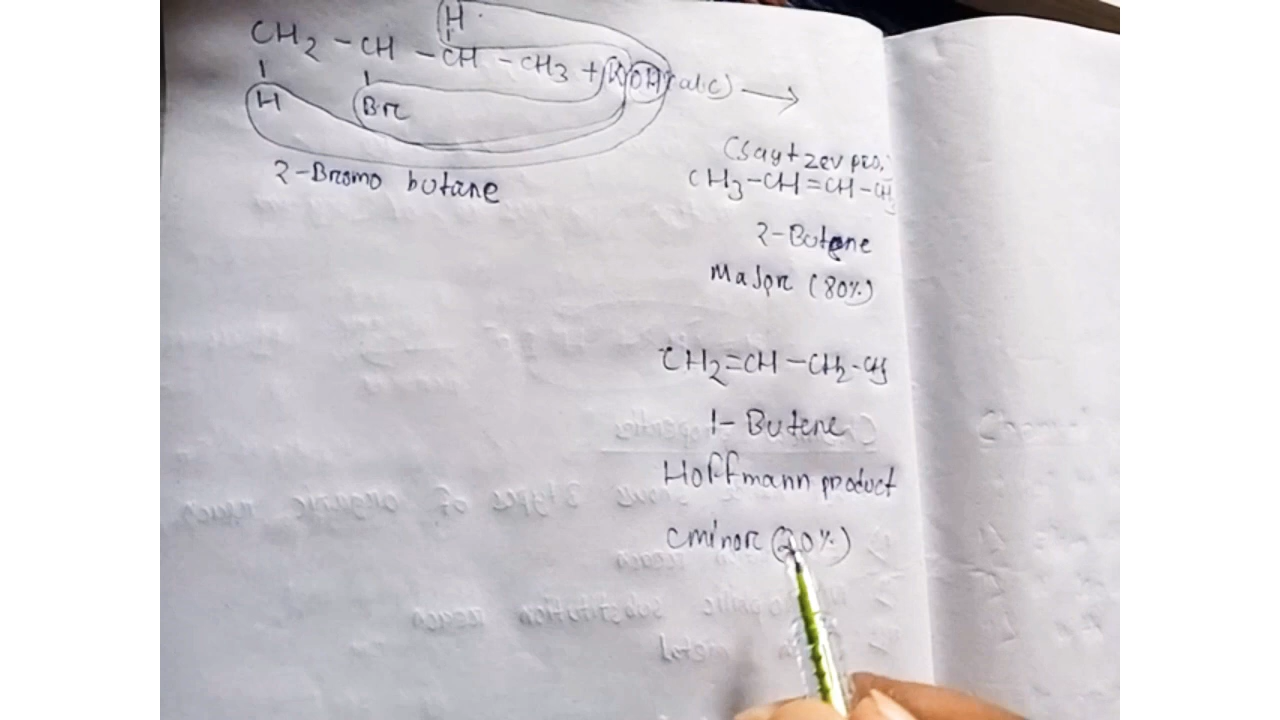 H
CH2 - CH - CH - CH3 + KOH (alc) →
H Br
2-Bromo butane
(Saytzev pro.
CH3-CH=CH-CH3
2-Butene
Major (80%)
CH2=CH-CH2-CH3
1-Butene
Hoffmann product
(minor (20%)